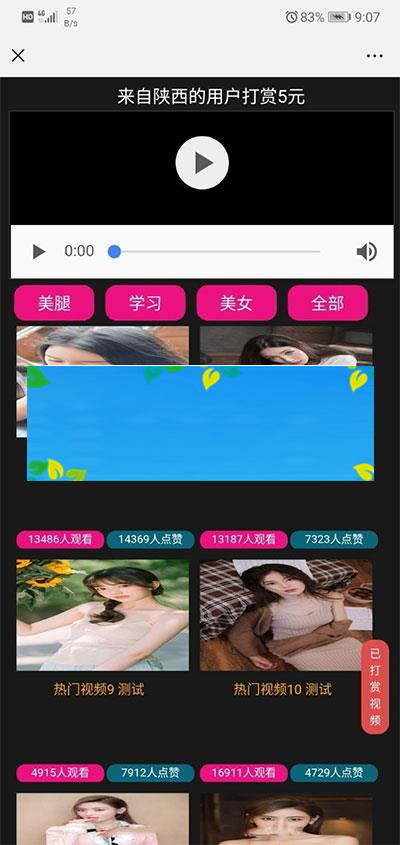 HD 4G 57 B/s 83% 9:07
来自陕西的用户打赏5元
0:00
美腿 学习 美女 全部
13486人观看 14369人点赞 13187人观看 7323人点赞
热门视频9 测试 热门视频10 测试
已打赏视频
4915人观看 7912人点赞 16911人观看 4729人点赞